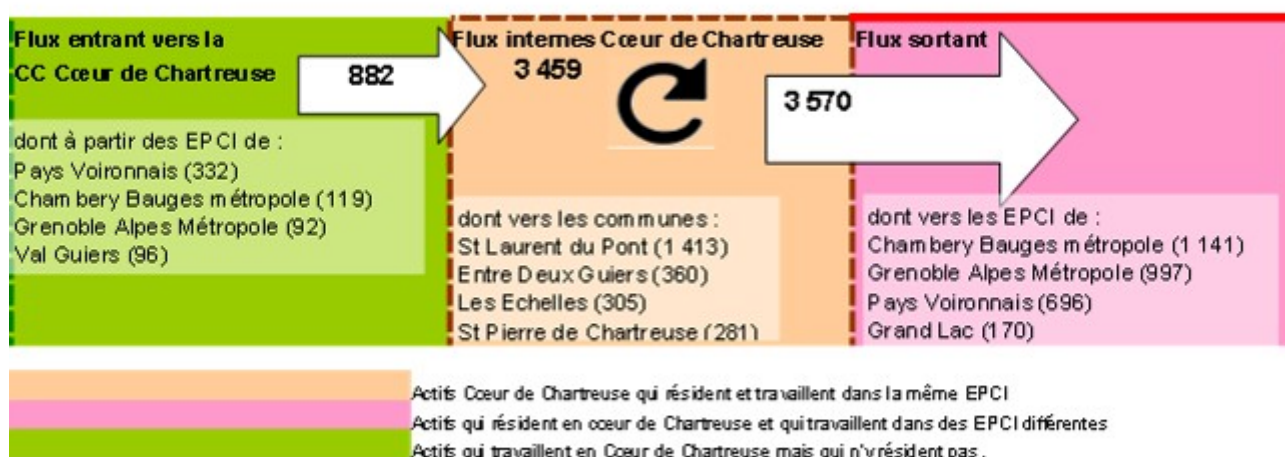 Flux entrant vers la
CC Cœur de Chartreuse
882
dont à partir des EPCI de :
Pays Voironnais (332)
Chambery Bauges métropole (119)
Grenoble Alpes Métropole (92)
Val Guiers (96)
Flux internes Cœur de Chartreuse
3 459
dont vers les communes :
St Laurent du Pont (1 413)
Entre Deux Guiers (360)
Les Echelles (305)
St Pierre de Chartreuse (281)
Flux sortant
3 570
dont vers les EPCI de :
Chambery Bauges métropole (1 141)
Grenoble Alpes Métropole (997)
Pays Voironnais (696)
Grand Lac (170)
Actifs Cœur de Chartreuse qui résident et travaillent dans la même EPCI
Actifs qui résident en coeur de Chartreuse et qui travaillent dans des EPCI différentes
Actifs qui travaillent en Cœur de Chartreuse mais qui n'y résident pas.